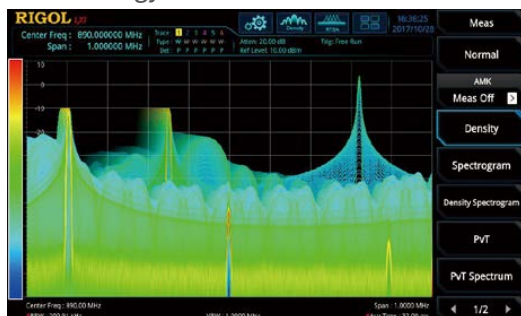 RIGOL
Center Freq : 890.000000 MHz
Span : 1.000000 MHz
Trace 1 2 3 4 5 6
Type W W W W W W
Det P P P P P P
Atten: 20.00 dB
Ref Level: 10.00 dBm
Trig: Free Run
Density
RTSA
16:36:25
2017/10/28
Meas
Normal
AMK
Meas Off
Density
Spectrogram
Density Spectrogram
PvT
PvT Spectrum
1/2
10
0
-10
-20
Center Freq : 890.00 MHz
Span : 1.0000 MHz